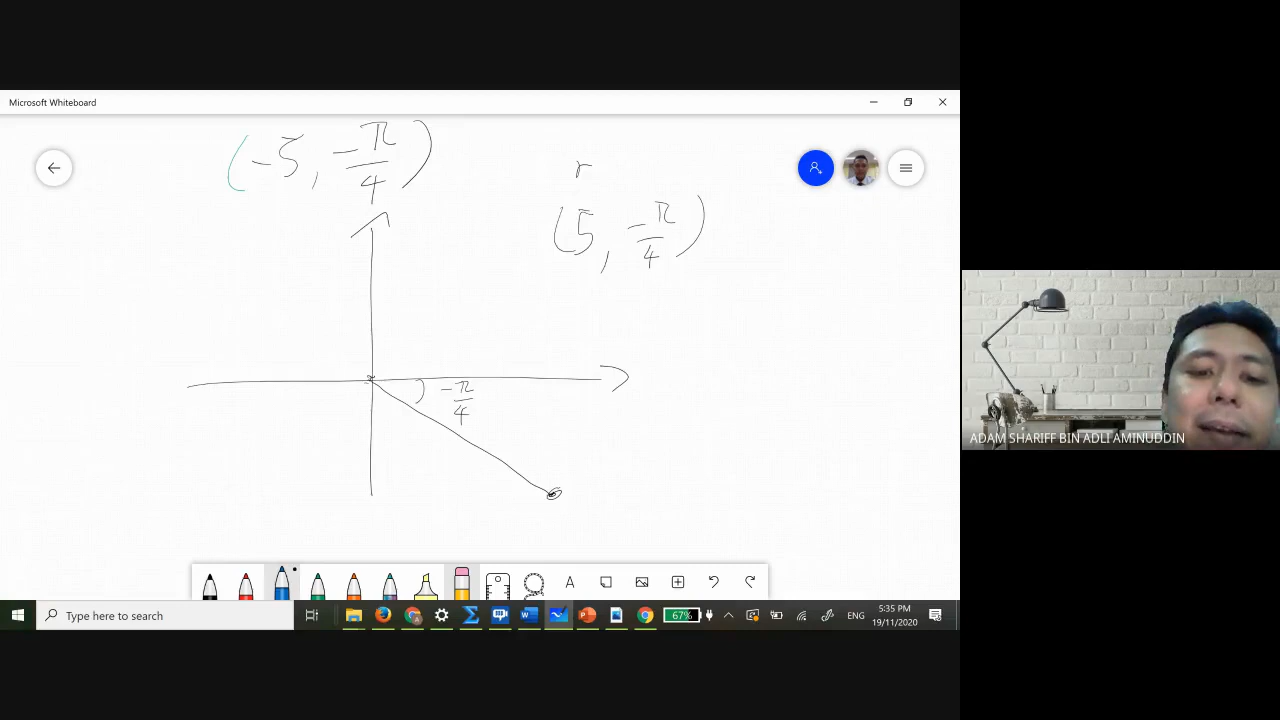 Microsoft Whiteboard
(-5, -π/4)
r
(5, -π/4)
-π/4
ADAM SHARIFF BIN ADLI AMINUDDIN
A
Type here to search
67%
ENG
5:35 PM
19/11/2020